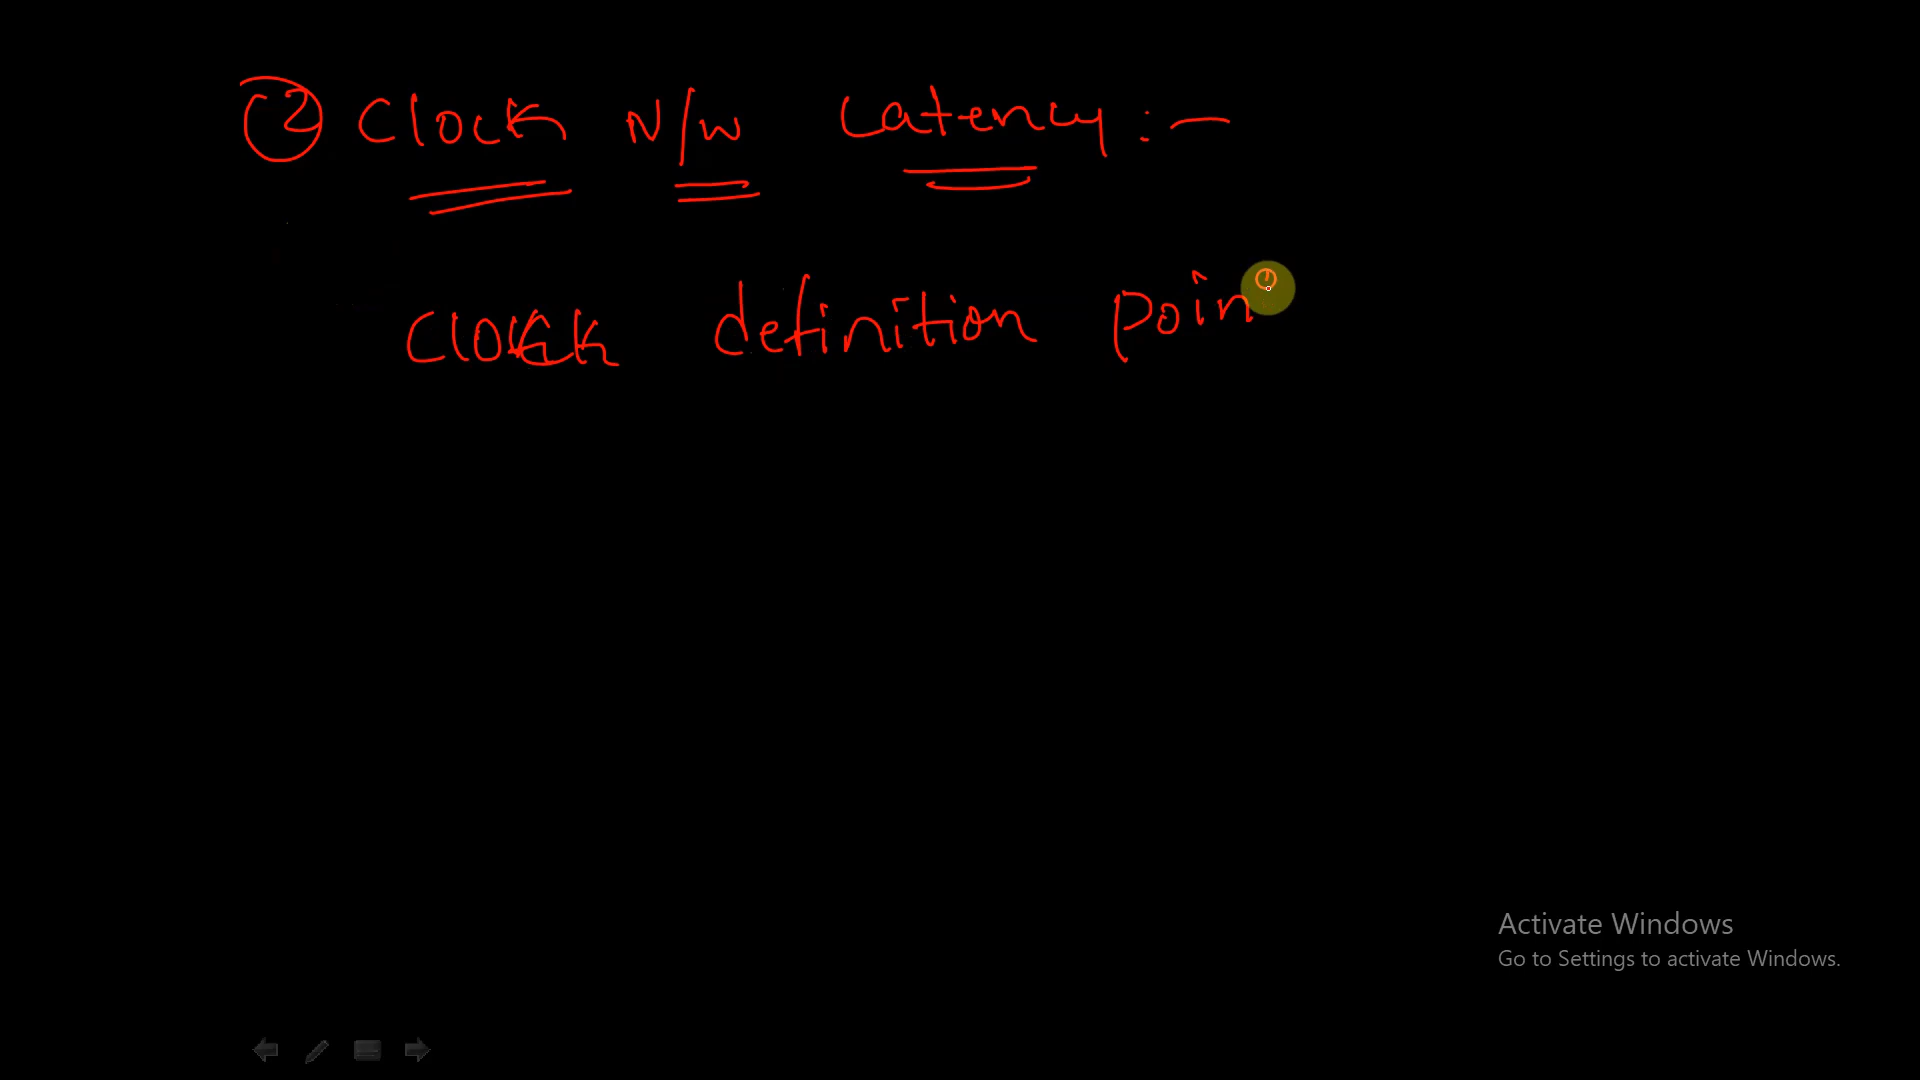 ② Clock N/W Latency :-
Clock definition poin
Activate Windows
Go to Settings to activate Windows.